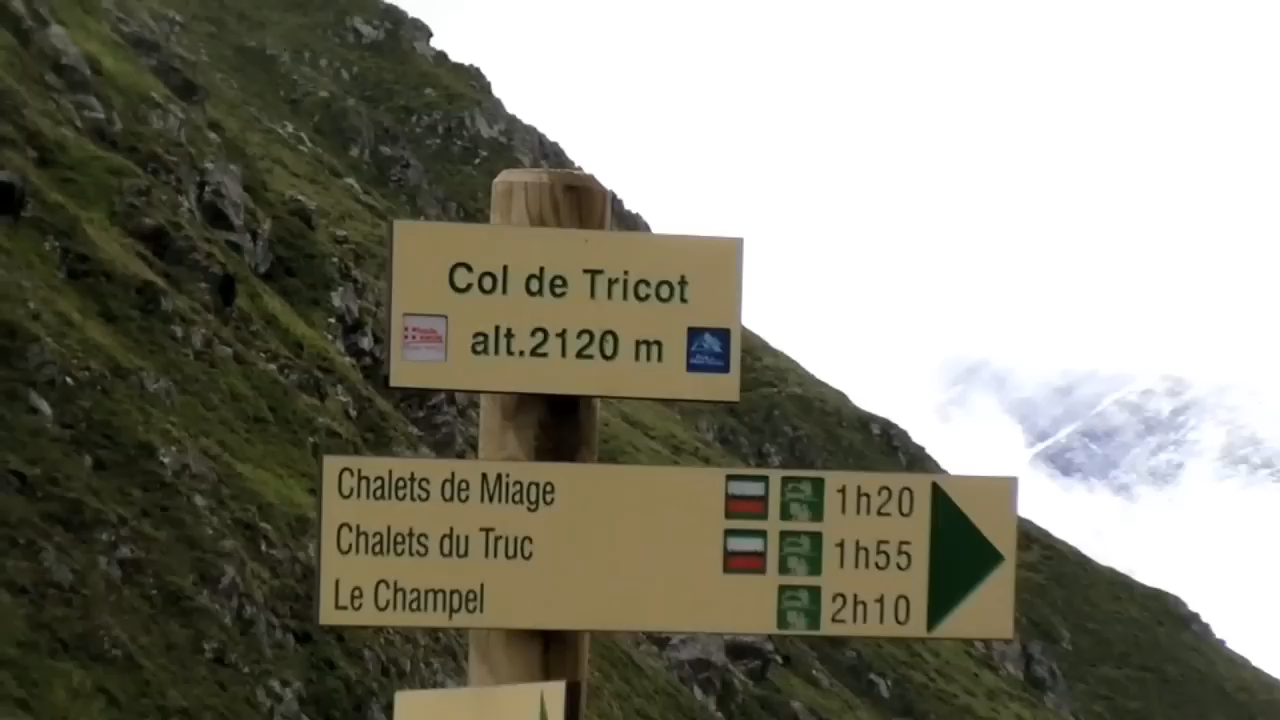 Col de Tricot
alt.2120 m
Chalets de Miage 1h20
Chalets du Truc 1h55
Le Champel 2h10